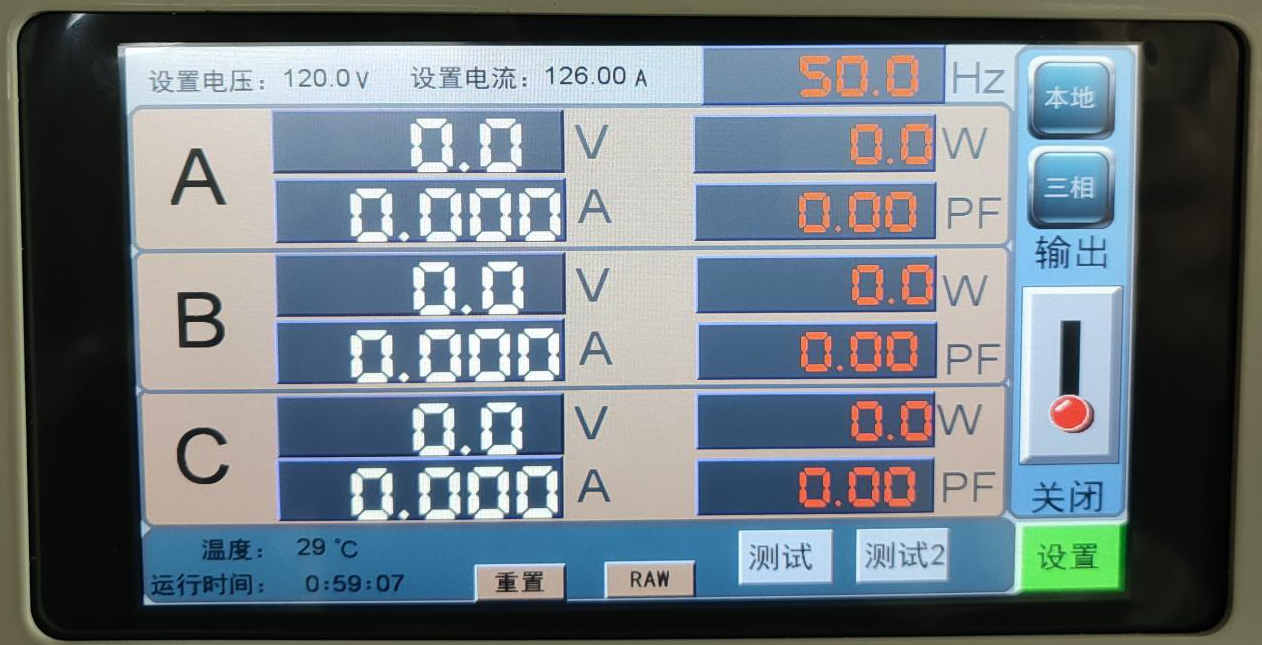 设置电压: 120.0V 设置电流: 126.00 A 50.0 Hz
本地
A 0.0 V 0.0 W
0.000 A 0.00 PF
三相
输出
B 0.0 V 0.0 W
0.000 A 0.00 PF
C 0.0 V 0.0 W
0.000 A 0.00 PF
关闭
温度: 29 ℃
运行时间: 0:59:07
重置 RAW 测试 测试2 设置